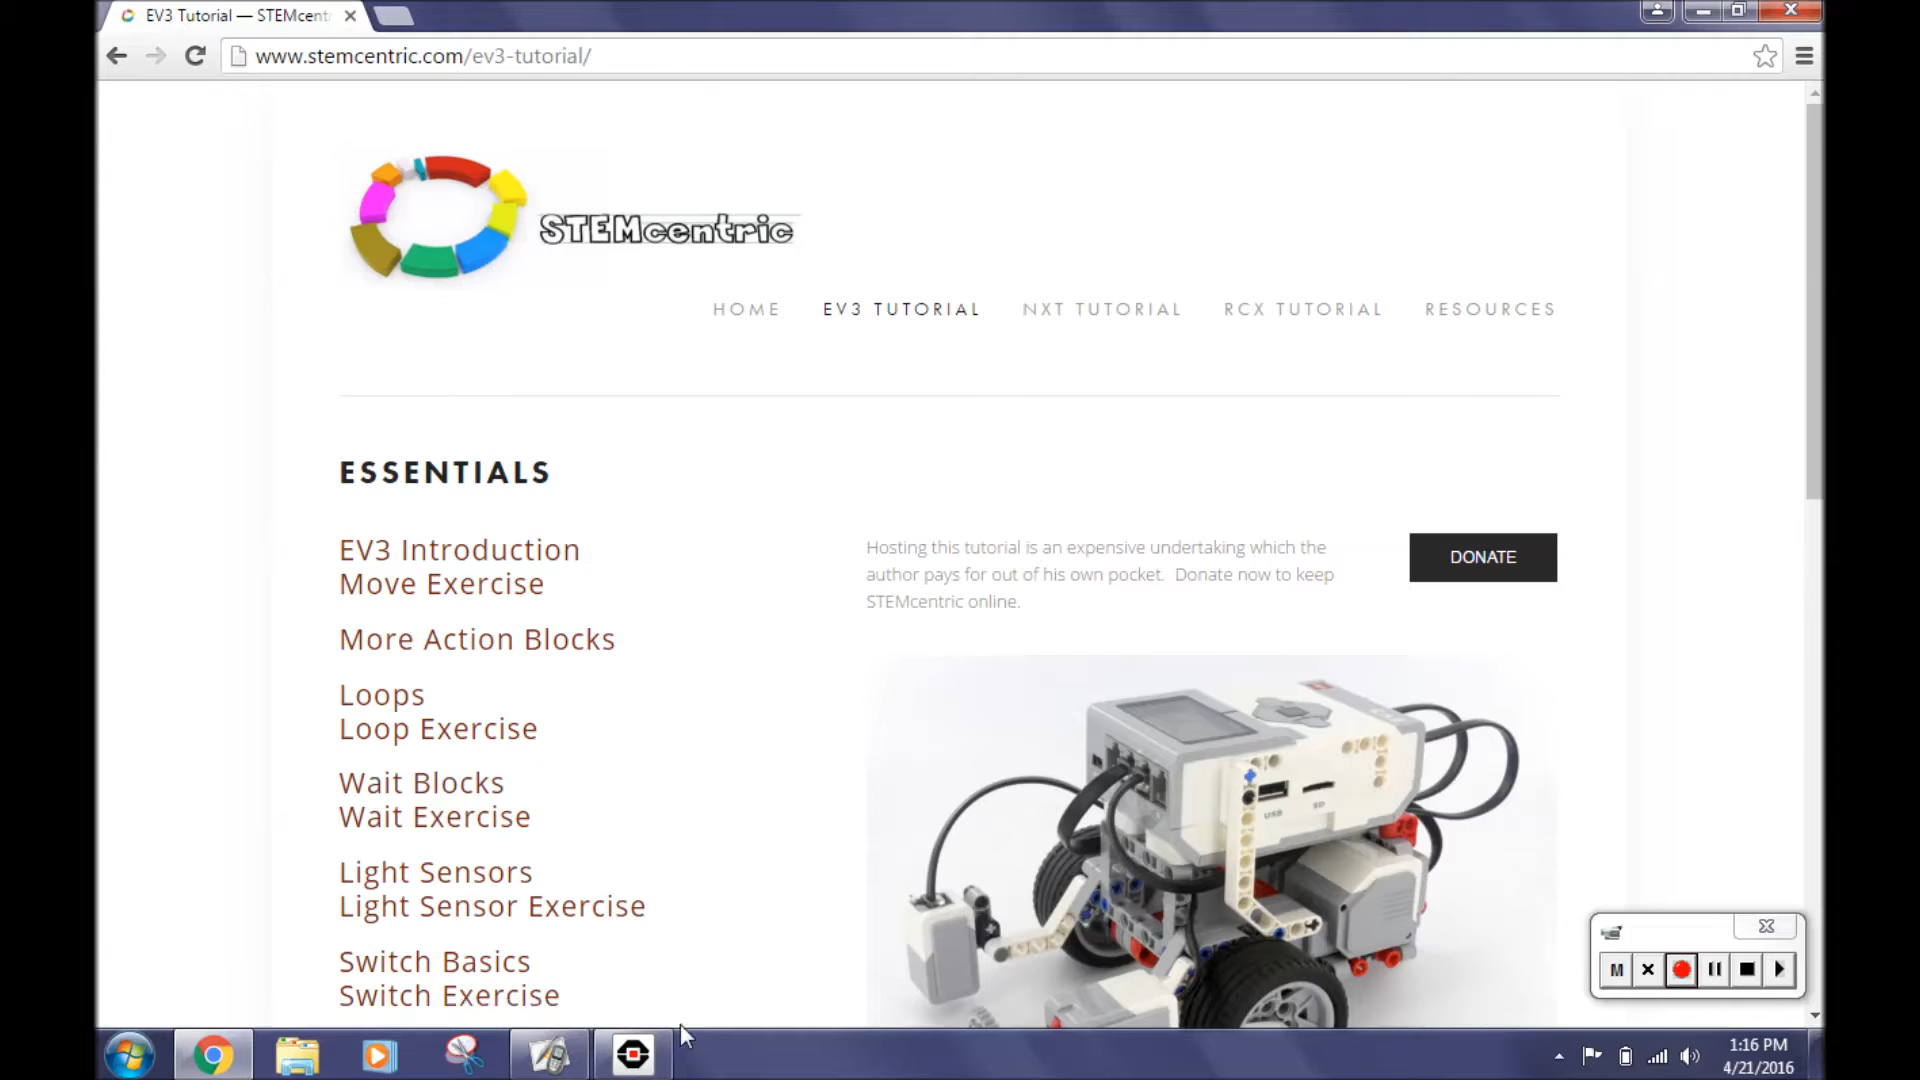 EV3 Tutorial — STEMcent
www.stemcentric.com/ev3-tutorial/
STEMcentric
HOME EV3 TUTORIAL NXT TUTORIAL RCX TUTORIAL RESOURCES
ESSENTIALS
EV3 Introduction
Move Exercise
More Action Blocks
Loops
Loop Exercise
Wait Blocks
Wait Exercise
Light Sensors
Light Sensor Exercise
Switch Basics
Switch Exercise
Hosting this tutorial is an expensive undertaking which the
author pays for out of his own pocket. Donate now to keep
STEMcentric online.
DONATE
USB
SD
M
1:16 PM
4/21/2016